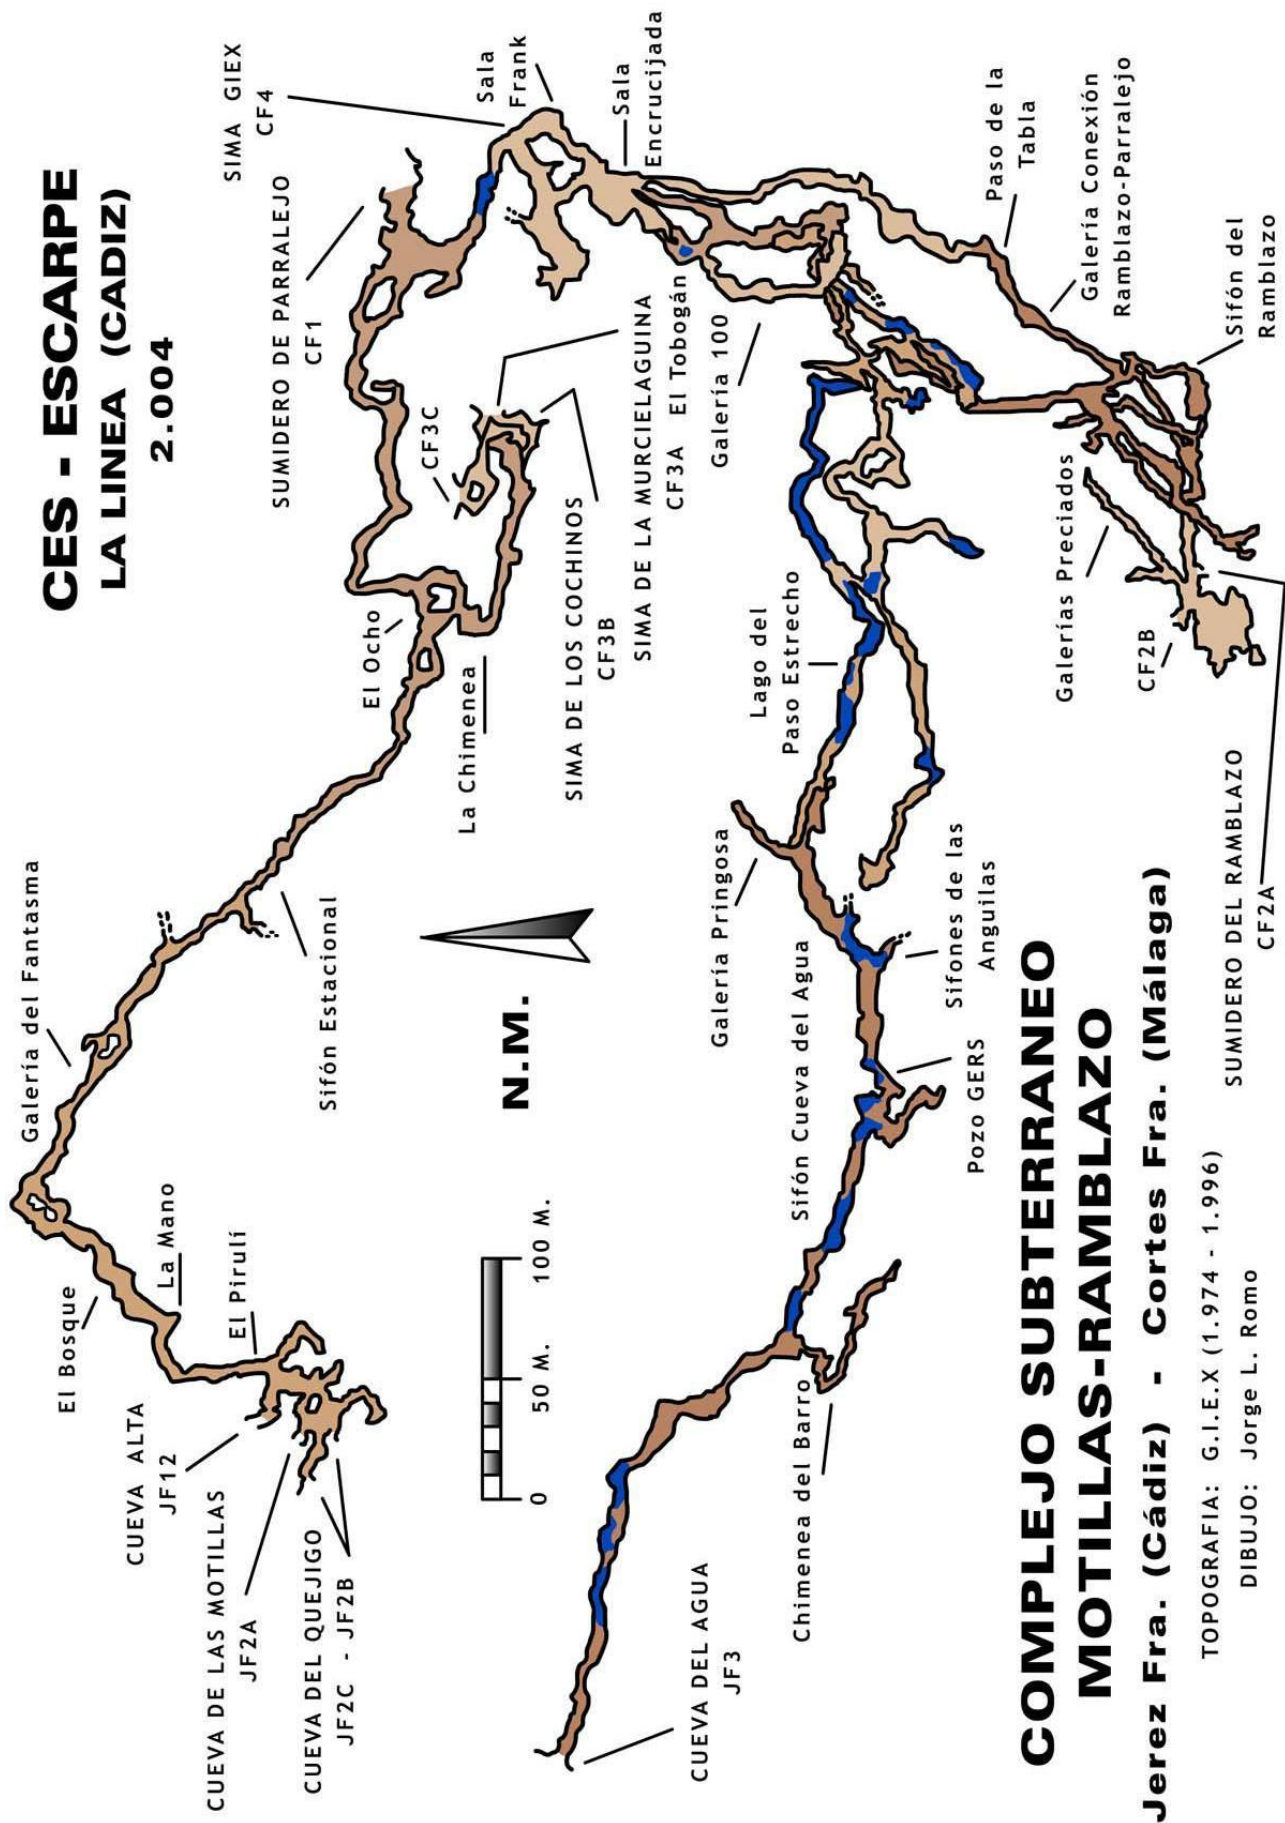 CES - ESCARPE
LA LINEA (CADIZ)
2.004
Galería del Fantasma
El Bosque
La Mano
El Pirulí
CUEVA ALTA
JF12
CUEVA DE LAS MOTILLAS
JF2A
CUEVA DEL QUEJIGO
JF2C - JF2B
Sifón Estacional
El Ocho
La Chimenea
SUMIDERO DE PARRALEJO
CF1
SIMA GIEX
CF4
Sala
Frank
Sala
Encrucijada
CF3C
SIMA DE LOS COCHINOS
CF3B
SIMA DE LA MURCIELAGUINA
CF3A
El Tobogán
Galería 100
N.M.
0
50 M.
100 M.
CUEVA DEL AGUA
JF3
Chimenea del Barro
Sifón Cueva del Agua
Pozo GERS
Galería Pringosa
Sifones de las
Anguilas
Lago del
Paso Estrecho
Paso de la
Tabla
Galería Conexión
Ramblazo-Parralejo
Sifón del
Ramblazo
Galerías Preciados
CF2B
SUMIDERO DEL RAMBLAZO
CF2A
COMPLEJO SUBTERRANEO
MOTILLAS-RAMBLAZO
Jerez Fra. (Cádiz) - Cortes Fra. (Málaga)
TOPOGRAFIA: G.I.E.X (1.974 - 1.996)
DIBUJO: Jorge L. Romo